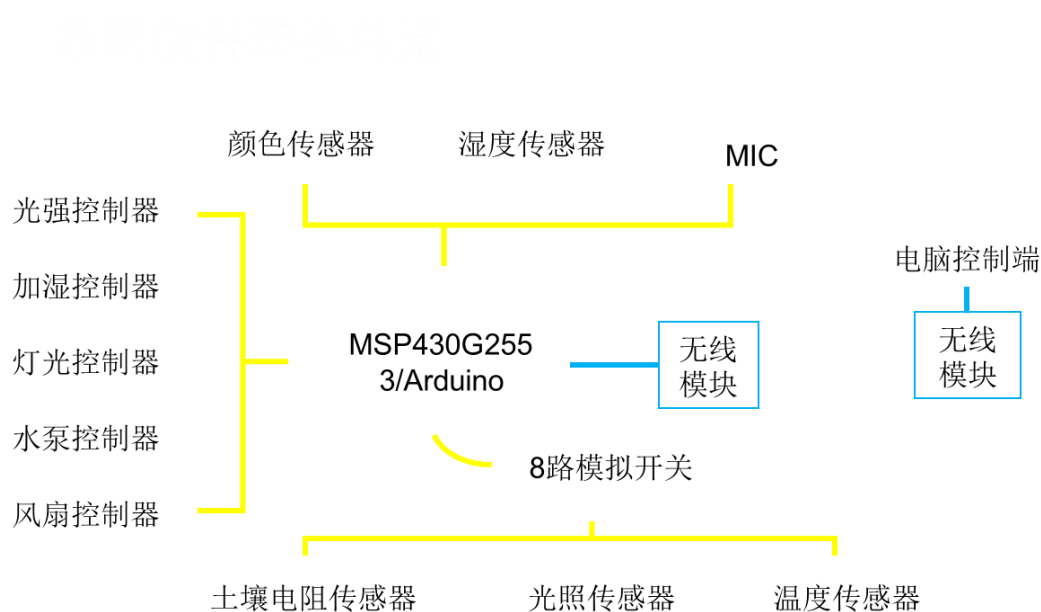 颜色传感器 湿度传感器 MIC
光强控制器
加湿控制器
灯光控制器
水泵控制器
风扇控制器
MSP430G255
3/Arduino
无线
模块
电脑控制端
无线
模块
8路模拟开关
土壤电阻传感器 光照传感器 温度传感器